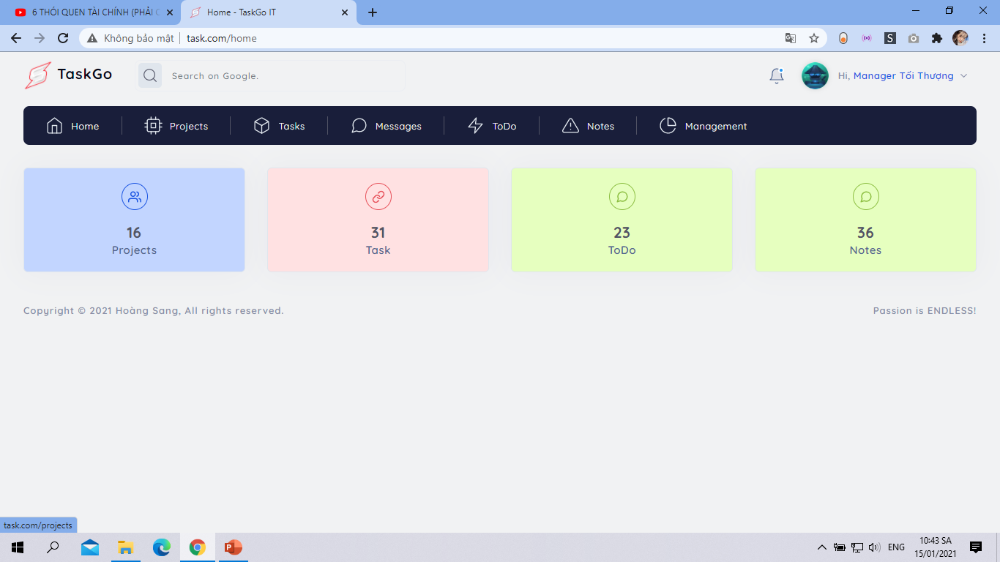 6 THÓI QUEN TÀI CHÍNH (PHẢI C
Home - TaskGo IT
Không bảo mật
task.com/home
S
TaskGo
Search on Google.
Hi, Manager Tối Thượng
Home
Projects
Tasks
Messages
ToDo
Notes
Management
16
Projects
31
Task
23
ToDo
36
Notes
Copyright © 2021 Hoàng Sang, All rights reserved.
Passion is ENDLESS!
task.com/projects
P
ENG
10:43 SA
15/01/2021